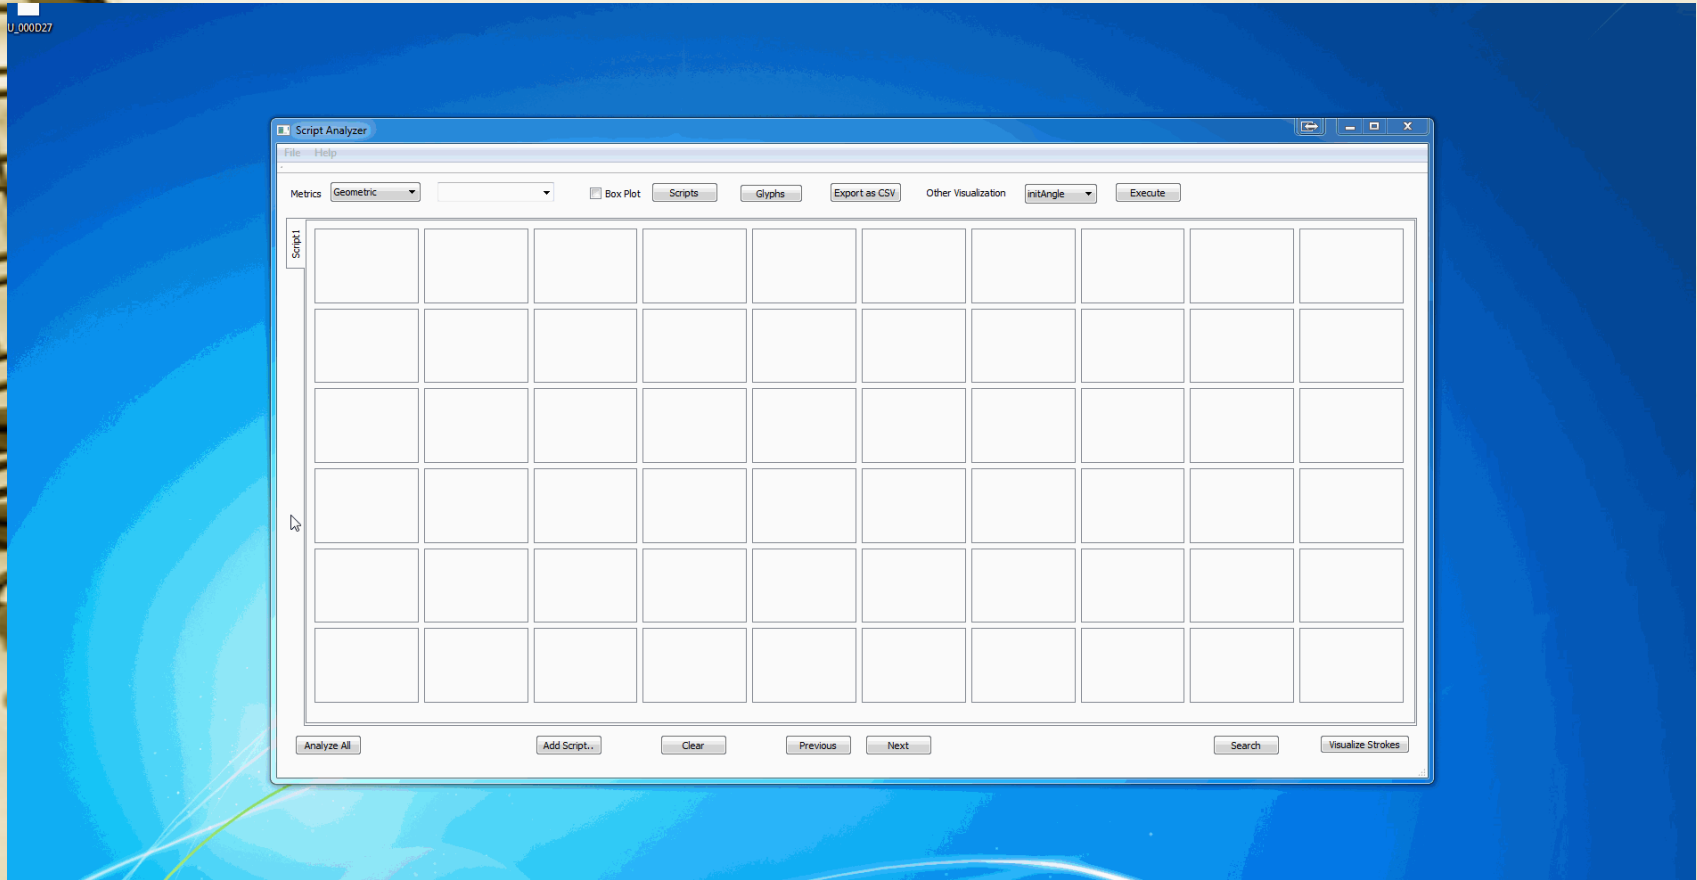 U_000D27
Script Analyzer
File Help
Metrics Geometric Box Plot Scripts Glyphs Export as CSV Other Visualization initAngle Execute
Script1
Analyze All Add Script.. Clear Previous Next Search Visualize Strokes